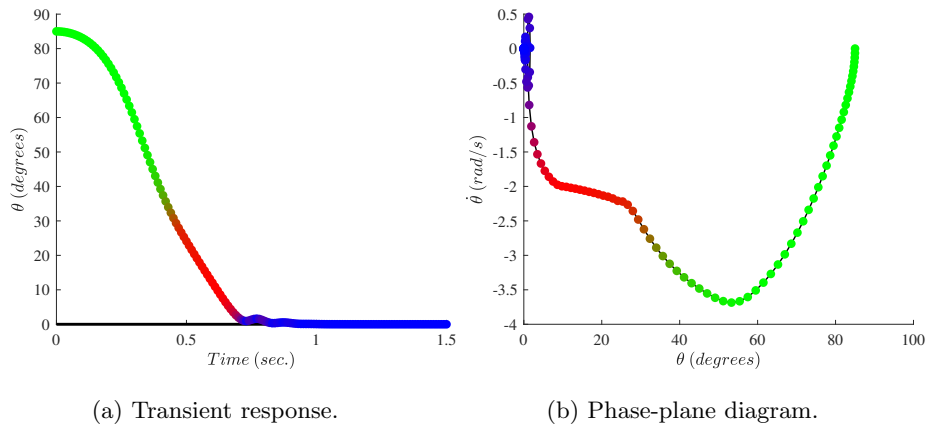 90
80
70
60
50
40
30
20
10
0
θ (degrees)
0 0.5 1 1.5
Time (sec.)
(a) Transient response.
0.5
0
-0.5
-1
-1.5
-2
-2.5
-3
-3.5
-4
θ̇ (rad/s)
0 20 40 60 80 100
θ (degrees)
(b) Phase-plane diagram.